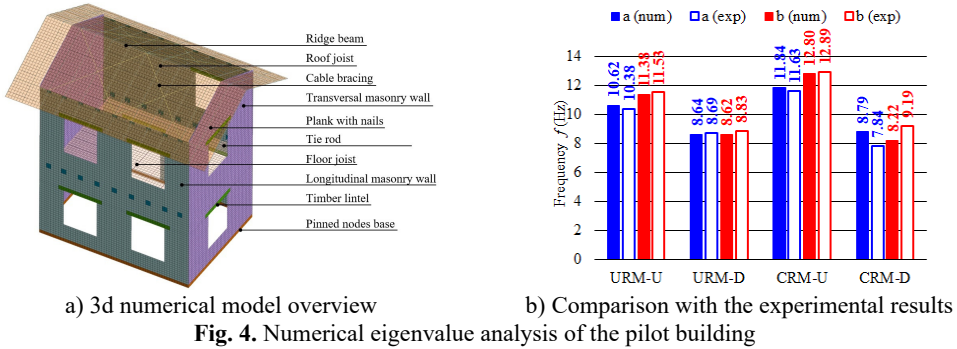 Ridge beam
Roof joist
Cable bracing
Transversal masonry wall
Plank with nails
Tie rod
Floor joist
Longitudinal masonry wall
Timber lintel
Pinned nodes base
a) 3d numerical model overview
a (num) a (exp) b (num) b (exp)
Frequency f (Hz)
14
12
10
8
6
4
2
0
10.62 10.38 11.38 11.53
8.64 8.69 8.62 8.83
11.84 11.63 12.80 12.89
8.79 7.84 8.22 9.19
URM-U URM-D CRM-U CRM-D
b) Comparison with the experimental results
Fig. 4. Numerical eigenvalue analysis of the pilot building